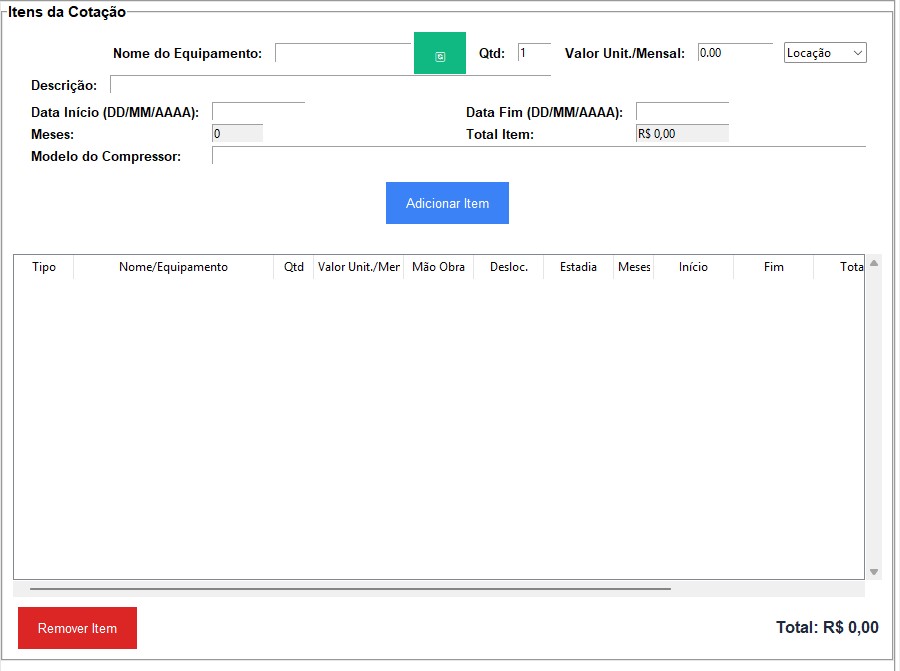 Itens da Cotação
Nome do Equipamento: Qtd: 1 Valor Unit./Mensal: 0.00 Locação
Descrição:
Data Início (DD/MM/AAAA): Data Fim (DD/MM/AAAA):
Meses: 0 Total Item: R$ 0,00
Modelo do Compressor:
Adicionar Item
Tipo Nome/Equipamento Qtd Valor Unit./Mer Mão Obra Desloc. Estadia Meses Início Fim Tota
Remover Item Total: R$ 0,00